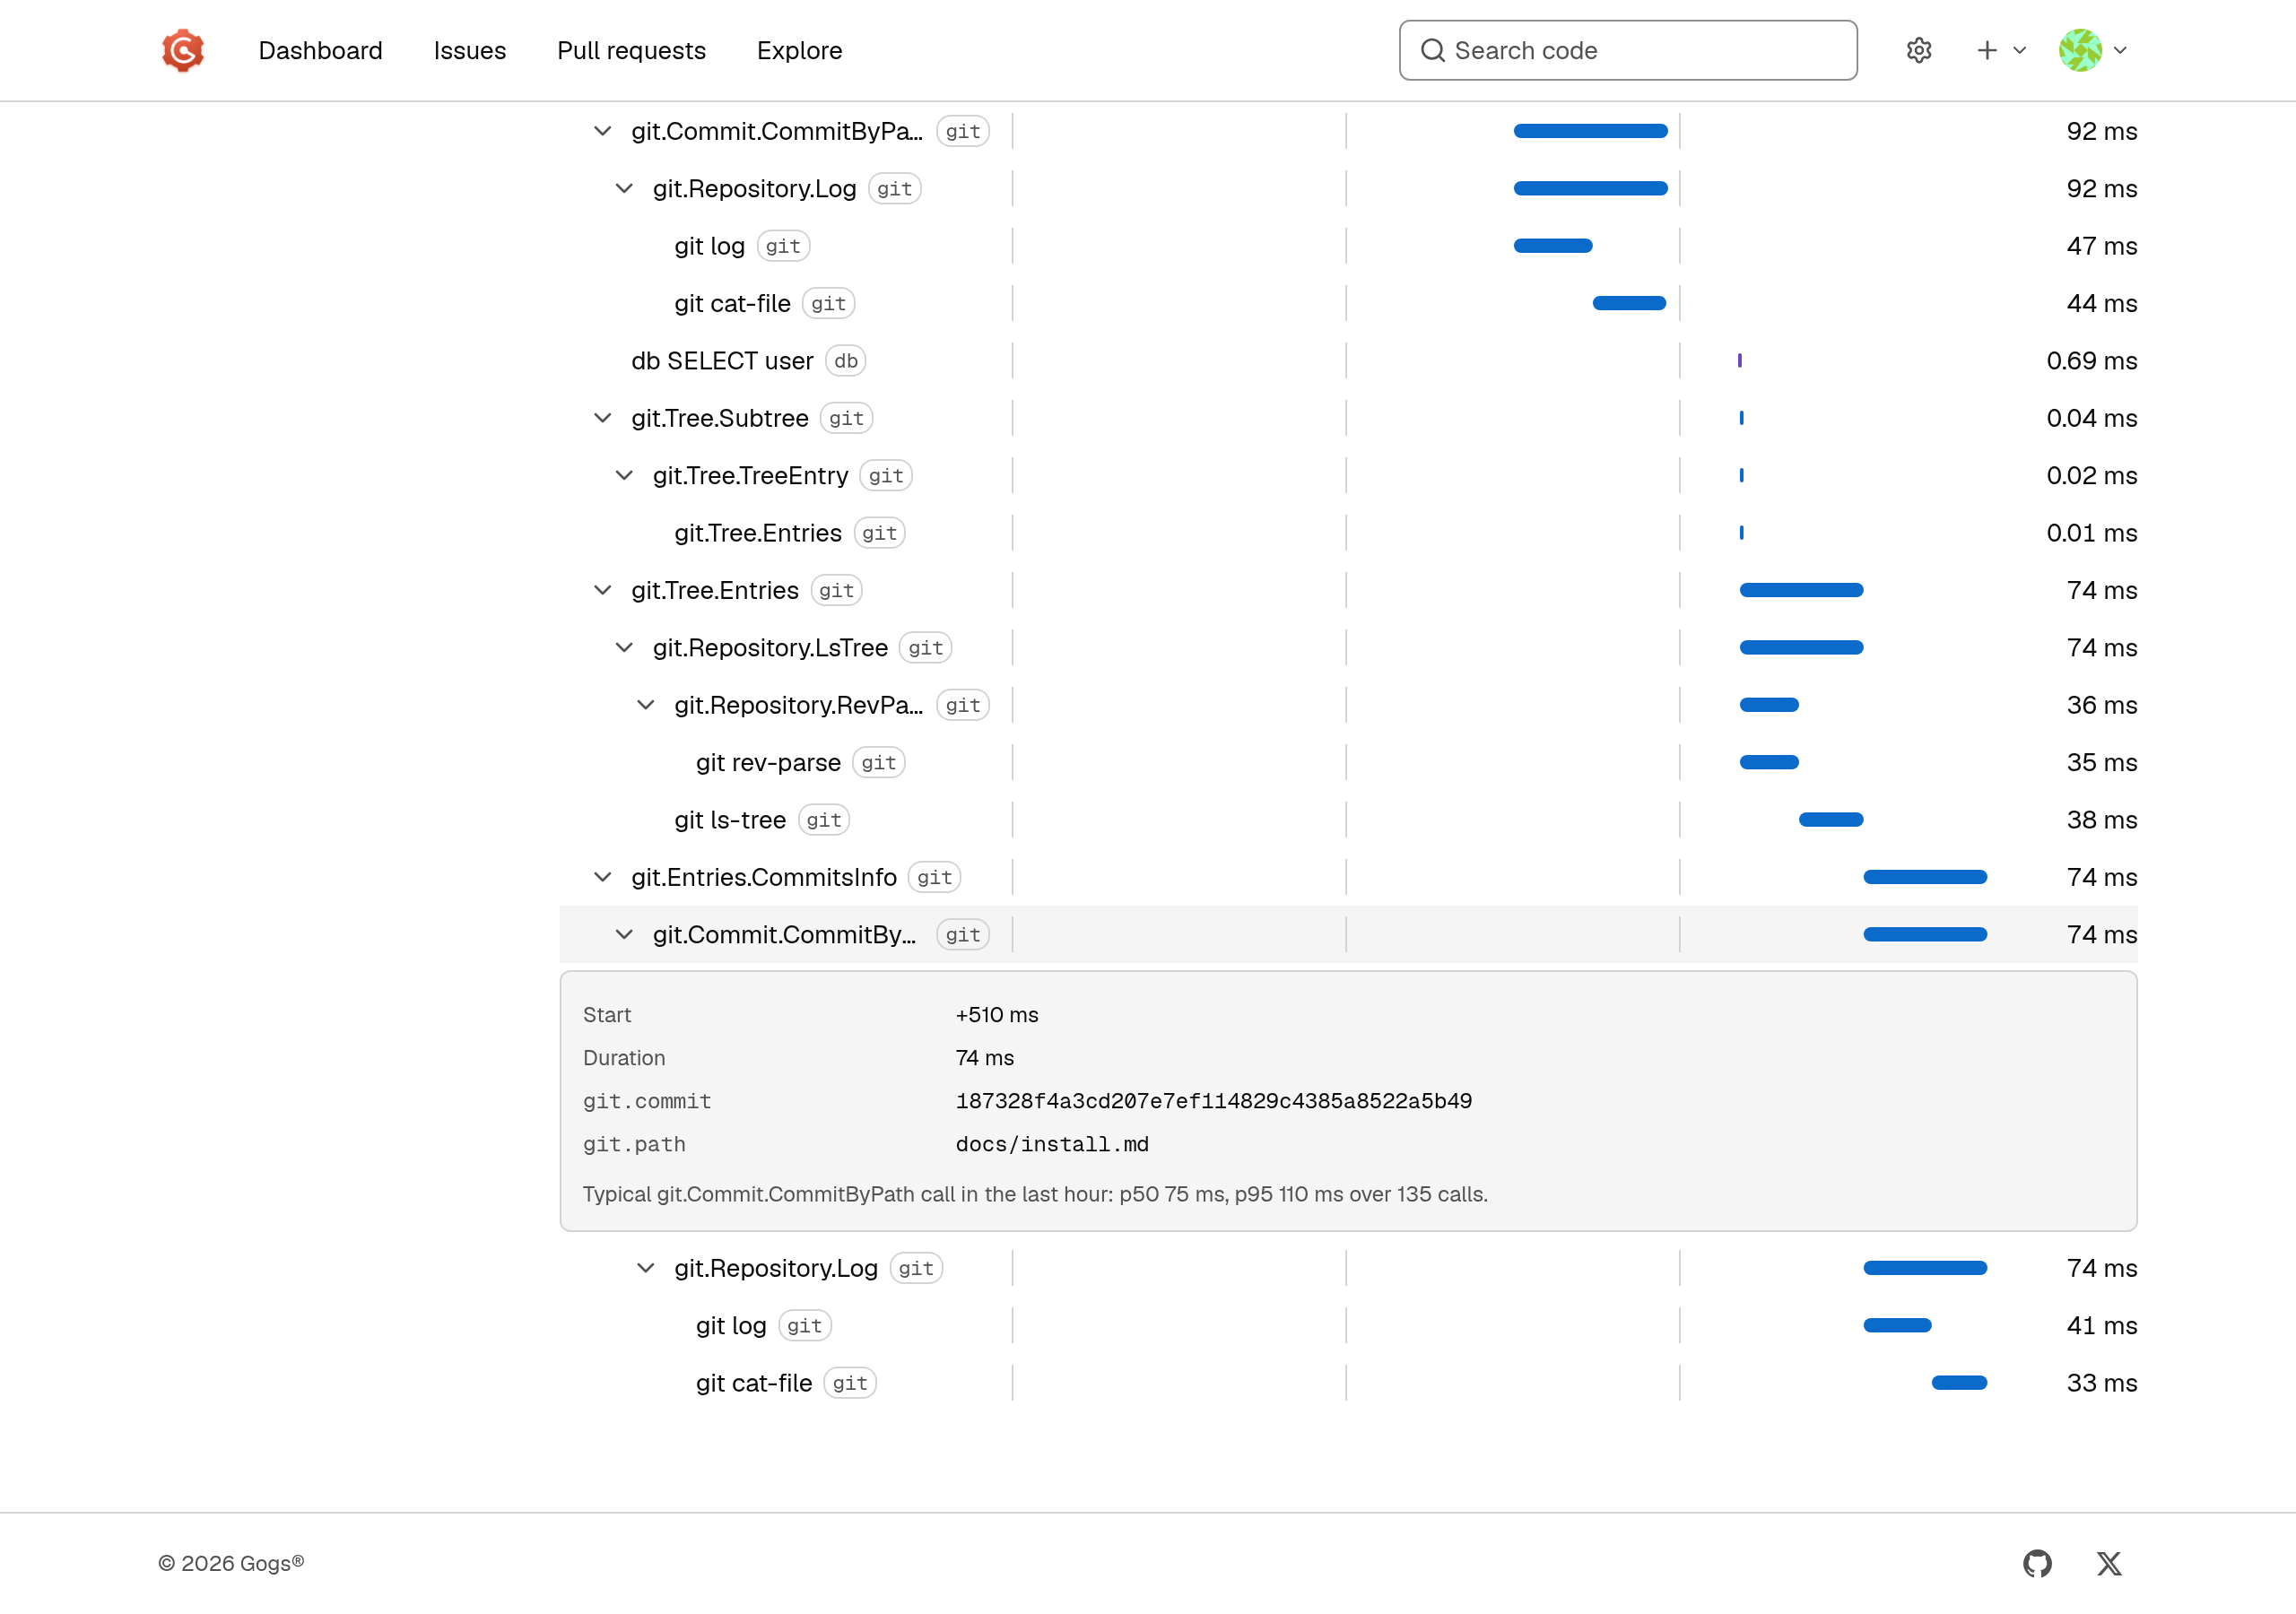 Dashboard Issues Pull requests Explore Search code
git.Commit.CommitByPa... git 92 ms
git.Repository.Log git 92 ms
git log git 47 ms
git cat-file git 44 ms
db SELECT user db 0.69 ms
git.Tree.Subtree git 0.04 ms
git.Tree.TreeEntry git 0.02 ms
git.Tree.Entries git 0.01 ms
git.Tree.Entries git 74 ms
git.Repository.LsTree git 74 ms
git.Repository.RevPa... git 36 ms
git rev-parse git 35 ms
git ls-tree git 38 ms
git.Entries.CommitsInfo git 74 ms
git.Commit.CommitBy... git 74 ms
Start +510 ms
Duration 74 ms
git.commit 187328f4a3cd207e7ef114829c4385a8522a5b49
git.path docs/install.md
Typical git.Commit.CommitByPath call in the last hour: p50 75 ms, p95 110 ms over 135 calls.
git.Repository.Log git 74 ms
git log git 41 ms
git cat-file git 33 ms
© 2026 Gogs®